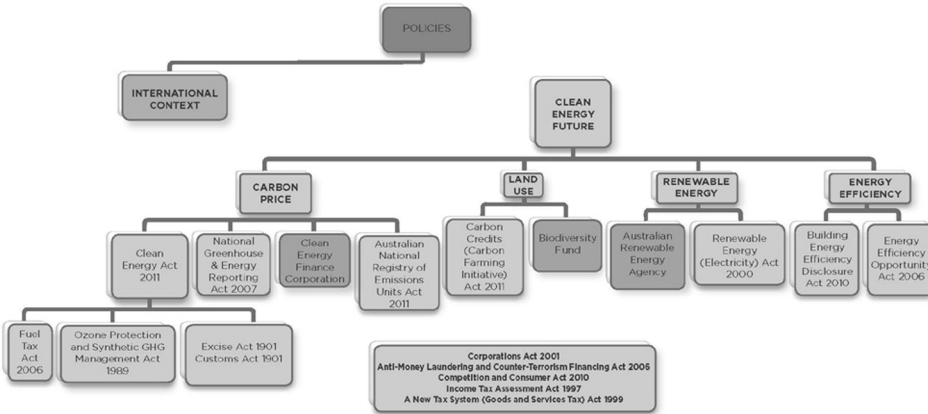 POLICIES
INTERNATIONAL
CONTEXT
CLEAN
ENERGY
FUTURE
CARBON
PRICE
LAND
USE
RENEWABLE
ENERGY
ENERGY
EFFICIENCY
Clean
Energy Act
2011
National
Greenhouse
& Energy
Reporting
Act 2007
Clean
Energy
Finance
Corporation
Australian
National
Registry of
Emissions
Units Act
2011
Carbon
Credits
(Carbon
Farming
Initiative)
Act 2011
Biodiversity
Fund
Australian
Renewable
Energy
Agency
Renewable
Energy
(Electricity) Act
2000
Building
Energy
Efficiency
Disclosure
Act 2010
Energy
Efficiency
Opportunity
Act 2006
Fuel
Tax
Act
2006
Ozone Protection
and Synthetic GHG
Management Act
1989
Excise Act 1901
Customs Act 1901
Corporations Act 2001
Anti-Money Laundering and Counter-Terrorism Financing Act 2006
Competition and Consumer Act 2010
Income Tax Assessment Act 1997
A New Tax System (Goods and Services Tax) Act 1999